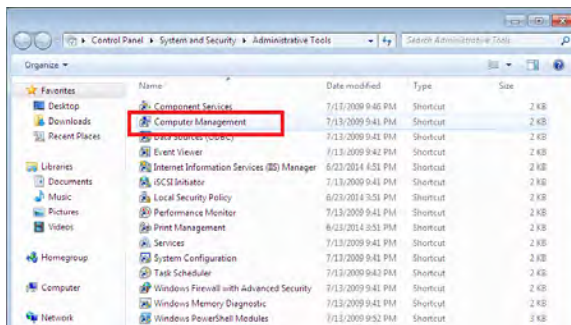 Control Panel ▸ System and Security ▸ Administrative Tools Search Administrative Tools
Organize
Name Date modified Type Size
Favorites
Desktop Component Services 7/13/2009 9:46 PM Shortcut 2 KB
Downloads Computer Management 7/13/2009 9:41 PM Shortcut 2 KB
Recent Places Data Sources (ODBC) 7/13/2009 9:41 PM Shortcut 2 KB
Event Viewer 7/13/2009 9:42 PM Shortcut 2 KB
Libraries Internet Information Services (IIS) Manager 6/23/2014 4:51 PM Shortcut 2 KB
Documents iSCSI Initiator 7/13/2009 9:41 PM Shortcut 2 KB
Music Local Security Policy 6/23/2014 3:51 PM Shortcut 2 KB
Pictures Performance Monitor 7/13/2009 9:41 PM Shortcut 2 KB
Videos Print Management 6/23/2014 3:51 PM Shortcut 2 KB
Services 7/13/2009 9:41 PM Shortcut 2 KB
Homegroup System Configuration 7/13/2009 9:41 PM Shortcut 2 KB
Task Scheduler 7/13/2009 9:42 PM Shortcut 2 KB
Computer Windows Firewall with Advanced Security 7/13/2009 9:41 PM Shortcut 2 KB
Windows Memory Diagnostic 7/13/2009 9:41 PM Shortcut 2 KB
Network Windows PowerShell Modules 7/13/2009 9:52 PM Shortcut 3 KB